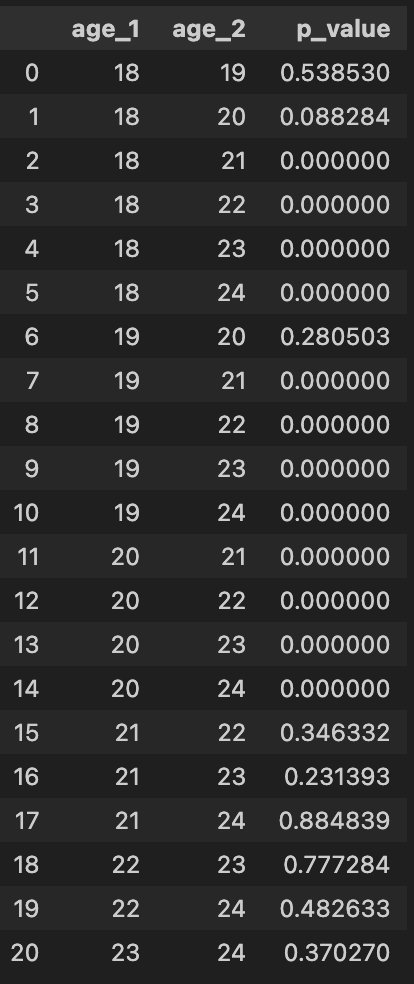 age_1 age_2 p_value
0 18 19 0.538530
1 18 20 0.088284
2 18 21 0.000000
3 18 22 0.000000
4 18 23 0.000000
5 18 24 0.000000
6 19 20 0.280503
7 19 21 0.000000
8 19 22 0.000000
9 19 23 0.000000
10 19 24 0.000000
11 20 21 0.000000
12 20 22 0.000000
13 20 23 0.000000
14 20 24 0.000000
15 21 22 0.346332
16 21 23 0.231393
17 21 24 0.884839
18 22 23 0.777284
19 22 24 0.482633
20 23 24 0.370270